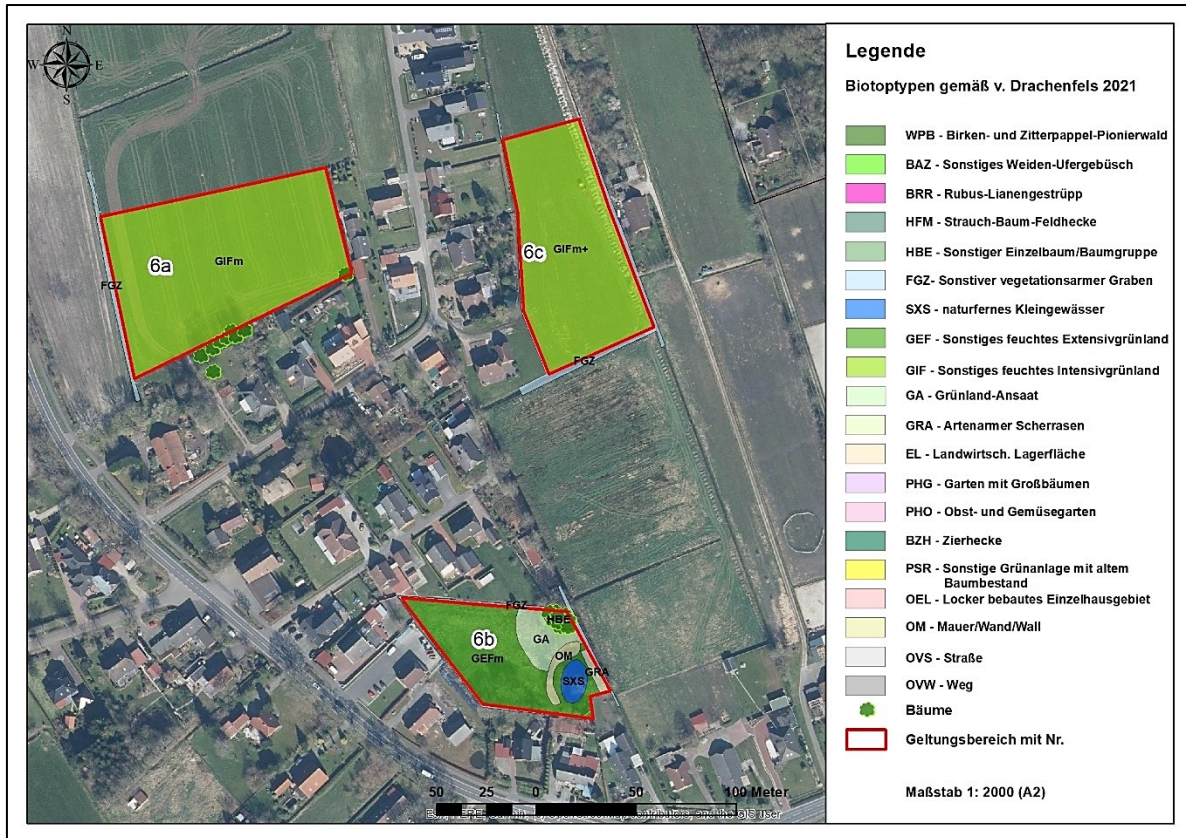 N
W E
S
6a
GIFm
FGZ
6c
GIFm+
FGZ
FGZ
HBE
6b
GA
GEFm
OM
GRA
SXS
50 25 0 50 100 Meter
Legende
Biotoptypen gemäß v. Drachenfels 2021
WPB - Birken- und Zitterpappel-Pionierwald
BAZ - Sonstiges Weiden-Ufergebüsch
BRR - Rubus-Lianengestrüpp
HFM - Strauch-Baum-Feldhecke
HBE - Sonstiger Einzelbaum/Baumgruppe
FGZ- Sonstiver vegetationsarmer Graben
SXS - naturfernes Kleingewässer
GEF - Sonstiges feuchtes Extensivgrünland
GIF - Sonstiges feuchtes Intensivgrünland
GA - Grünland-Ansaat
GRA - Artenarmer Scherrasen
EL - Landwirtsch. Lagerfläche
PHG - Garten mit Großbäumen
PHO - Obst- und Gemüsegarten
BZH - Zierhecke
PSR - Sonstige Grünanlage mit altem
Baumbestand
OEL - Locker bebautes Einzelhausgebiet
OM - Mauer/Wand/Wall
OVS - Straße
OVW - Weg
Bäume
Geltungsbereich mit Nr.
Maßstab 1: 2000 (A2)